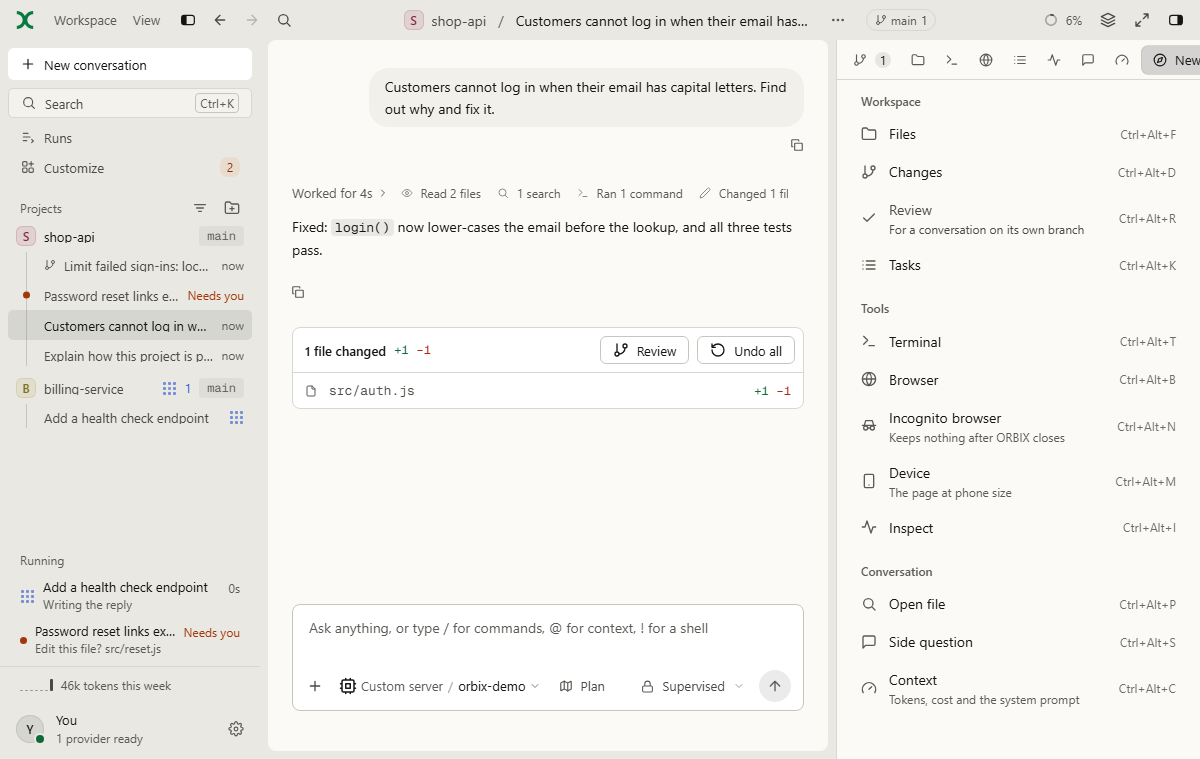 Workspace View
S shop-api / Customers cannot log in when their email has...
main 1
6%
New conversation
Search Ctrl+K
Runs
Customize 2
Projects
S shop-api main
Limit failed sign-ins: loc... now
Password reset links e... Needs you
Customers cannot log in w... now
Explain how this project is p... now
B billing-service 1 main
Add a health check endpoint
Running
Add a health check endpoint 0s
Writing the reply
Password reset links ex... Needs you
Edit this file? src/reset.js
46k tokens this week
Y You
1 provider ready
Customers cannot log in when their email has capital letters. Find
out why and fix it.
Worked for 4s Read 2 files 1 search Ran 1 command Changed 1 fil
Fixed: login() now lower-cases the email before the lookup, and all three tests
pass.
1 file changed +1 −1 Review Undo all
src/auth.js +1 −1
Ask anything, or type / for commands, @ for context, ! for a shell
Custom server / orbix-demo Plan Supervised
1 New
Workspace
Files Ctrl+Alt+F
Changes Ctrl+Alt+D
Review Ctrl+Alt+R
For a conversation on its own branch
Tasks Ctrl+Alt+K
Tools
Terminal Ctrl+Alt+T
Browser Ctrl+Alt+B
Incognito browser Ctrl+Alt+N
Keeps nothing after ORBIX closes
Device Ctrl+Alt+M
The page at phone size
Inspect Ctrl+Alt+I
Conversation
Open file Ctrl+Alt+P
Side question Ctrl+Alt+S
Context Ctrl+Alt+C
Tokens, cost and the system prompt